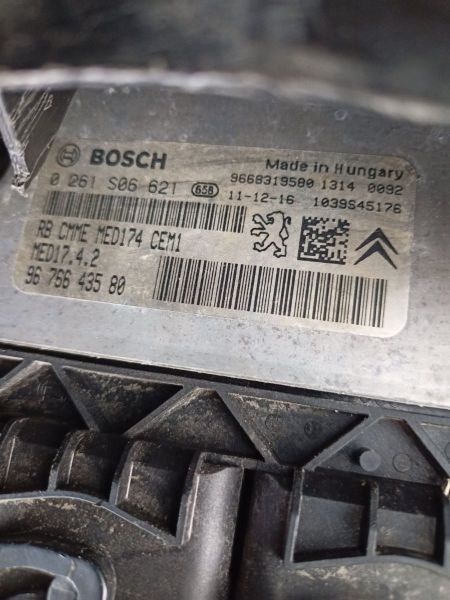 BOSCH
Made in Hungary
0 261 S06 621 658 11-12-16
9668319580 1314 0092
1039S45176
RB CMME MED174 CEM1
MED17.4.2
96 766 435 80